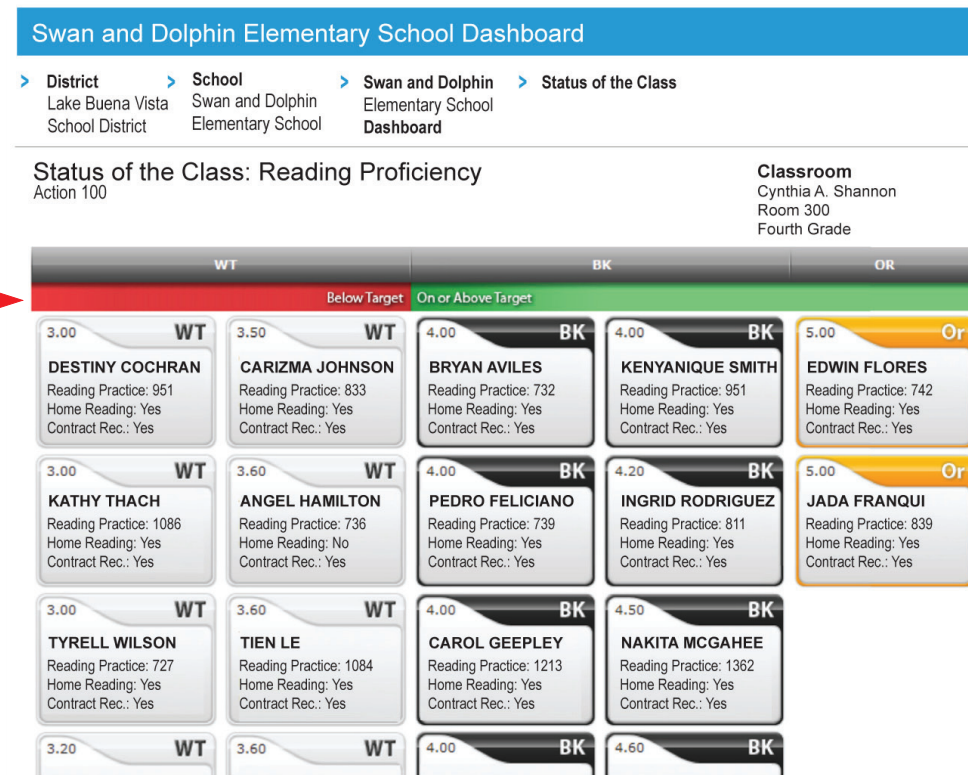 Swan and Dolphin Elementary School Dashboard
> District
Lake Buena Vista
School District
> School
Swan and Dolphin
Elementary School
> Swan and Dolphin
Elementary School
Dashboard
> Status of the Class
Status of the Class: Reading Proficiency
Action 100
Classroom
Cynthia A. Shannon
Room 300
Fourth Grade
WT
BK
OR
Below Target
On or Above Target
3.00 WT
DESTINY COCHRAN
Reading Practice: 951
Home Reading: Yes
Contract Rec.: Yes
3.50 WT
CARIZMA JOHNSON
Reading Practice: 833
Home Reading: Yes
Contract Rec.: Yes
4.00 BK
BRYAN AVILES
Reading Practice: 732
Home Reading: Yes
Contract Rec.: Yes
4.00 BK
KENYANIQUE SMITH
Reading Practice: 951
Home Reading: Yes
Contract Rec.: Yes
5.00 Or
EDWIN FLORES
Reading Practice: 742
Home Reading: Yes
Contract Rec.: Yes
3.00 WT
KATHY THACH
Reading Practice: 1086
Home Reading: Yes
Contract Rec.: Yes
3.60 WT
ANGEL HAMILTON
Reading Practice: 736
Home Reading: No
Contract Rec.: Yes
4.00 BK
PEDRO FELICIANO
Reading Practice: 739
Home Reading: Yes
Contract Rec.: Yes
4.20 BK
INGRID RODRIGUEZ
Reading Practice: 811
Home Reading: Yes
Contract Rec.: Yes
5.00 Or
JADA FRANQUI
Reading Practice: 839
Home Reading: Yes
Contract Rec.: Yes
3.00 WT
TYRELL WILSON
Reading Practice: 727
Home Reading: Yes
Contract Rec.: Yes
3.60 WT
TIEN LE
Reading Practice: 1084
Home Reading: Yes
Contract Rec.: Yes
4.00 BK
CAROL GEEPLEY
Reading Practice: 1213
Home Reading: Yes
Contract Rec.: Yes
4.50 BK
NAKITA MCGAHEE
Reading Practice: 1362
Home Reading: Yes
Contract Rec.: Yes
3.20 WT
3.60 WT
4.00 BK
4.60 BK